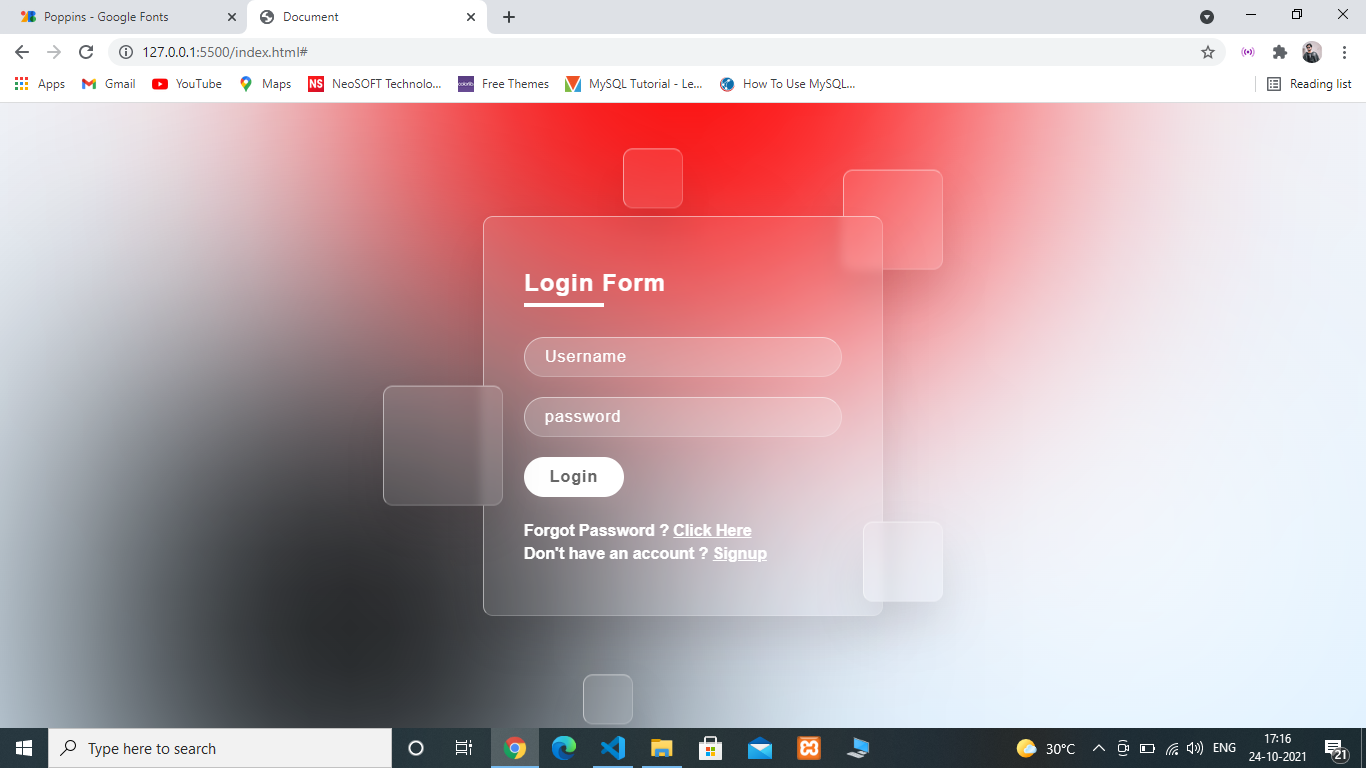 Poppins - Google Fonts
Document
127.0.0.1:5500/index.html#
Apps
Gmail
YouTube
Maps
NS
NeoSOFT Technolo...
colorlib
Free Themes
MySQL Tutorial - Le...
How To Use MySQL...
Reading list
Login Form
Username
password
Login
Forgot Password ? Click Here
Don't have an account ? Signup
Type here to search
30°C
ENG
17:16
24-10-2021
21